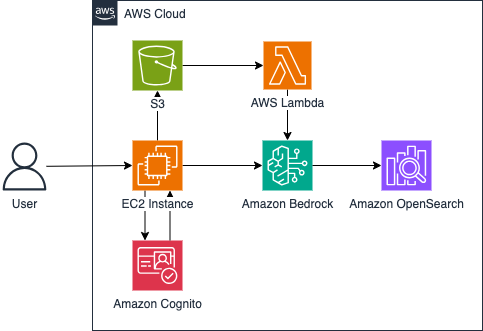 aws
AWS Cloud
S3
AWS Lambda
User
EC2 Instance
Amazon Bedrock
Amazon OpenSearch
Amazon Cognito